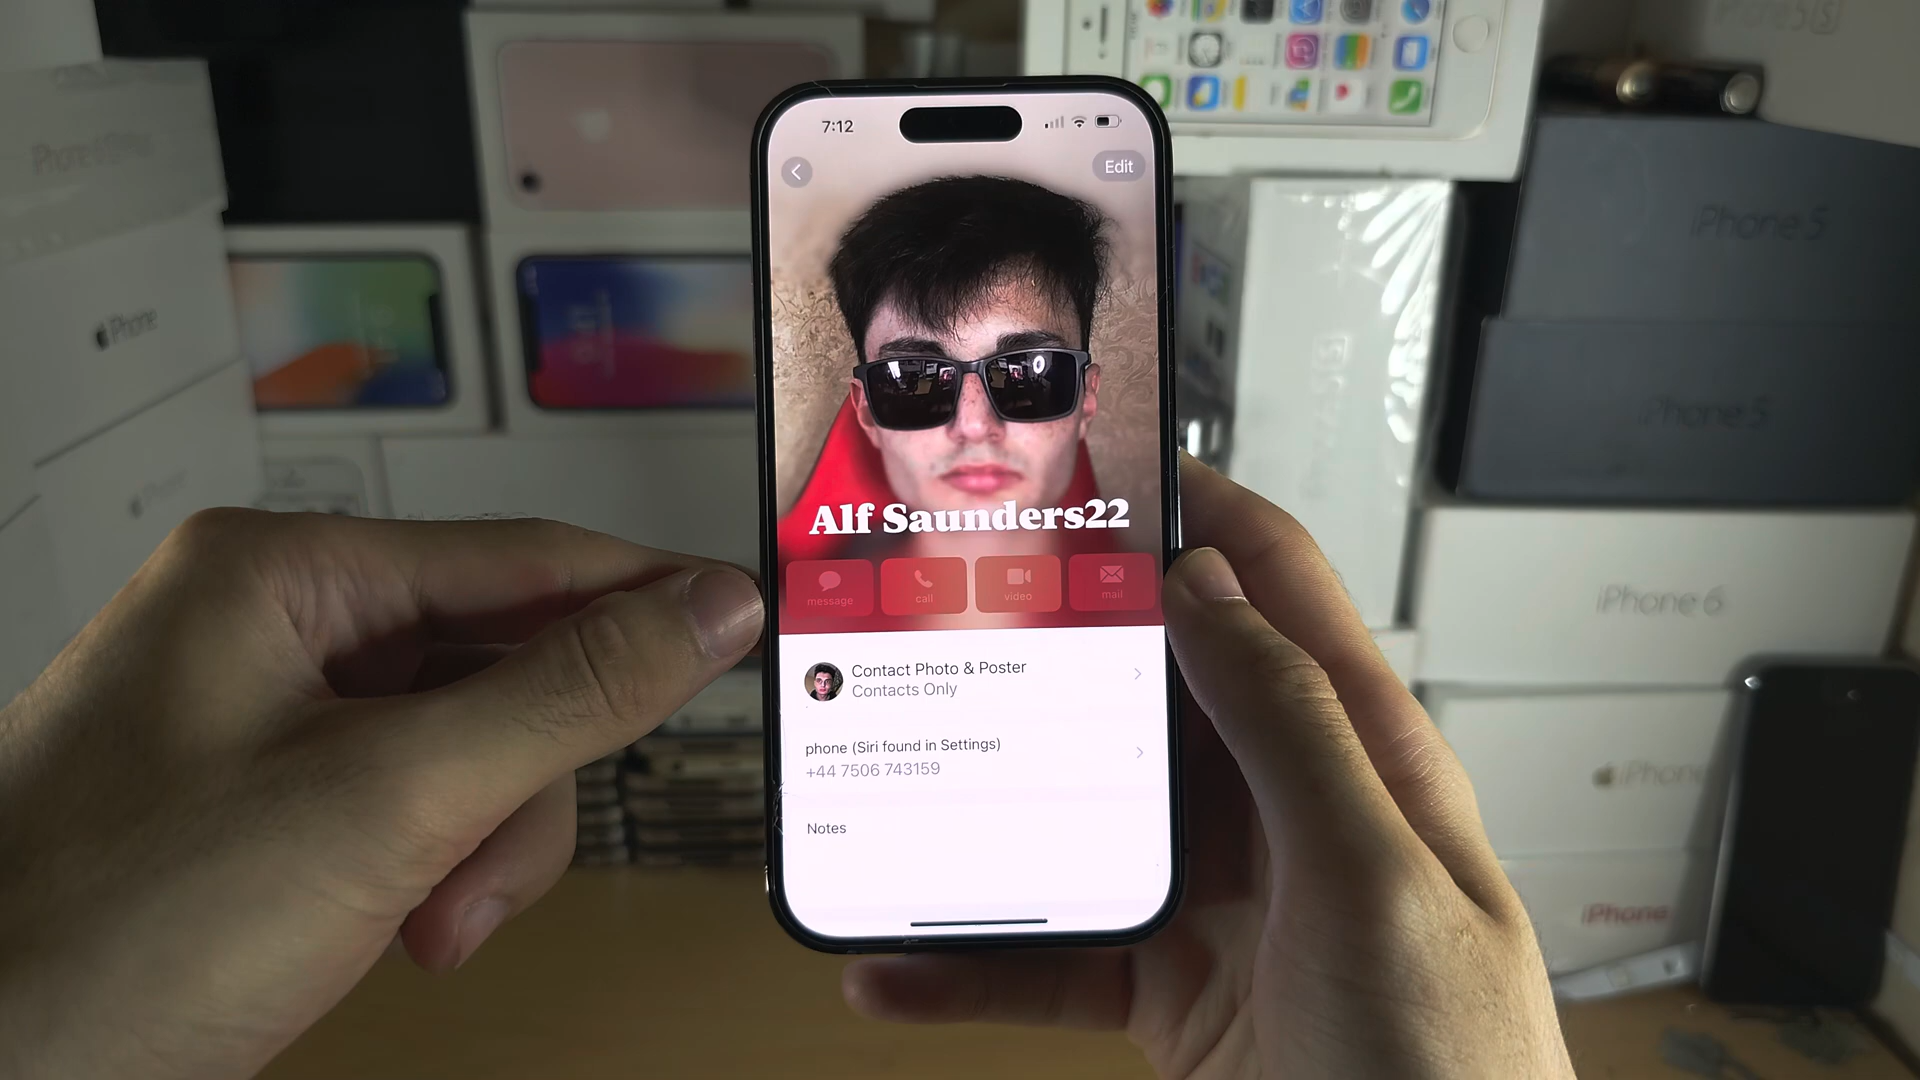 7:12
Edit
Alf Saunders22
message
call
video
mail
Contact Photo & Poster
Contacts Only
phone (Siri found in Settings)
+44 7506 743159
Notes
iPhone
iPhone 5
iPhone 5
iPhone 6
iPhone
iPhone